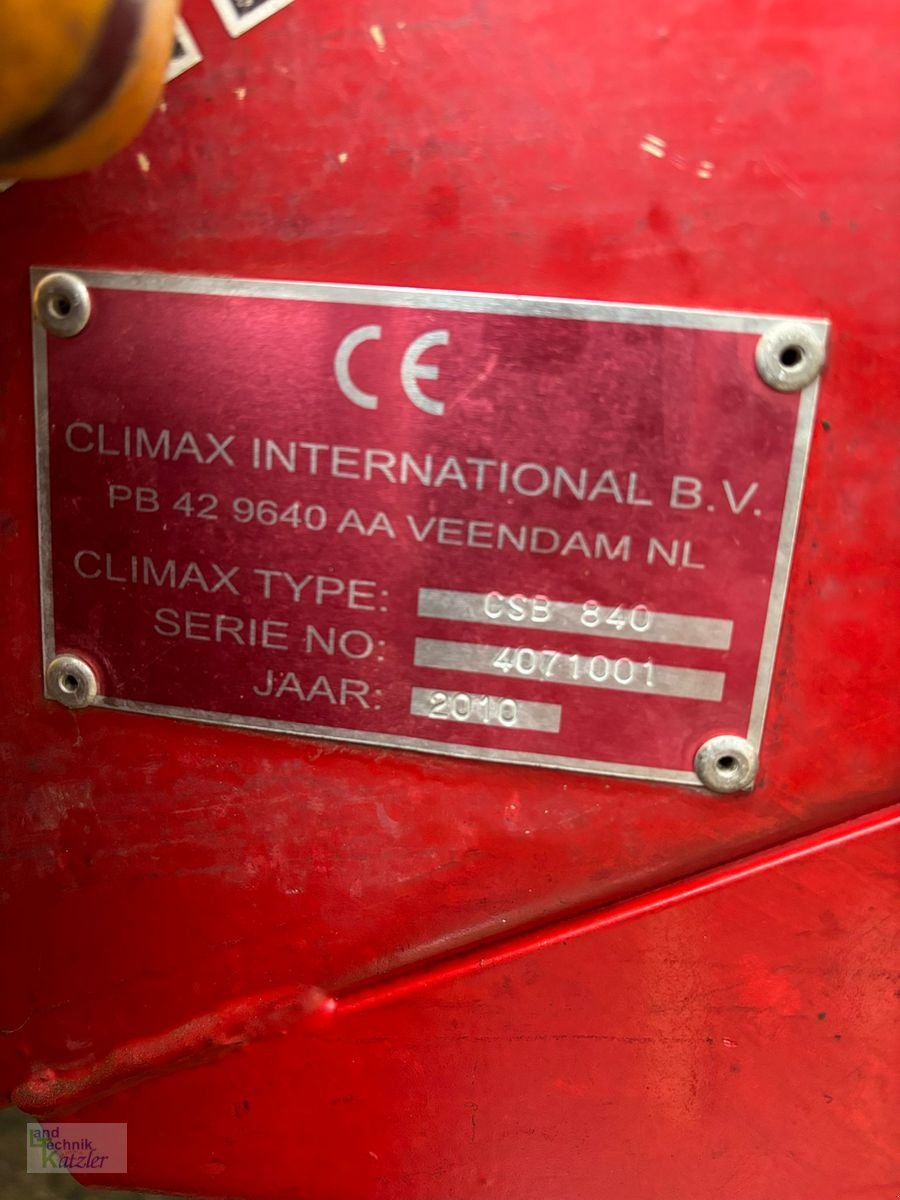 CE
CLIMAX INTERNATIONAL B.V.
PB 42 9640 AA VEENDAM NL
CLIMAX TYPE: CSB 840
SERIE NO: 4071001
JAAR: 2010
Land
Technik
Katzler